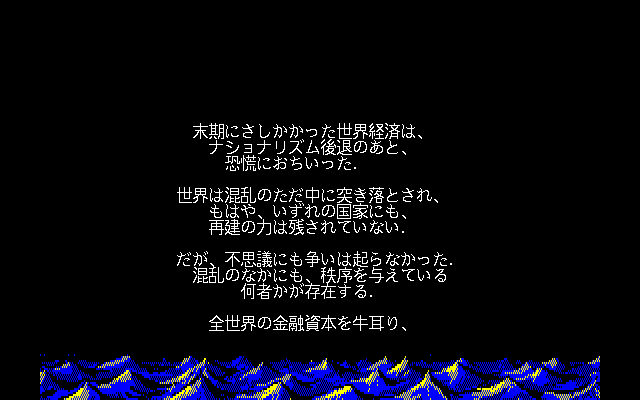 末期にさしかかった世界経済は、
ナショナリズム後退のあと、
恐慌におちいった.
世界は混乱のただ中に突き落とされ、
もはや、いずれの国家にも、
再建の力は残されていない.
だが、不思議にも争いは起らなかった.
混乱のなかにも、秩序を与えている
何者かが存在する.
全世界の金融資本を牛耳り、